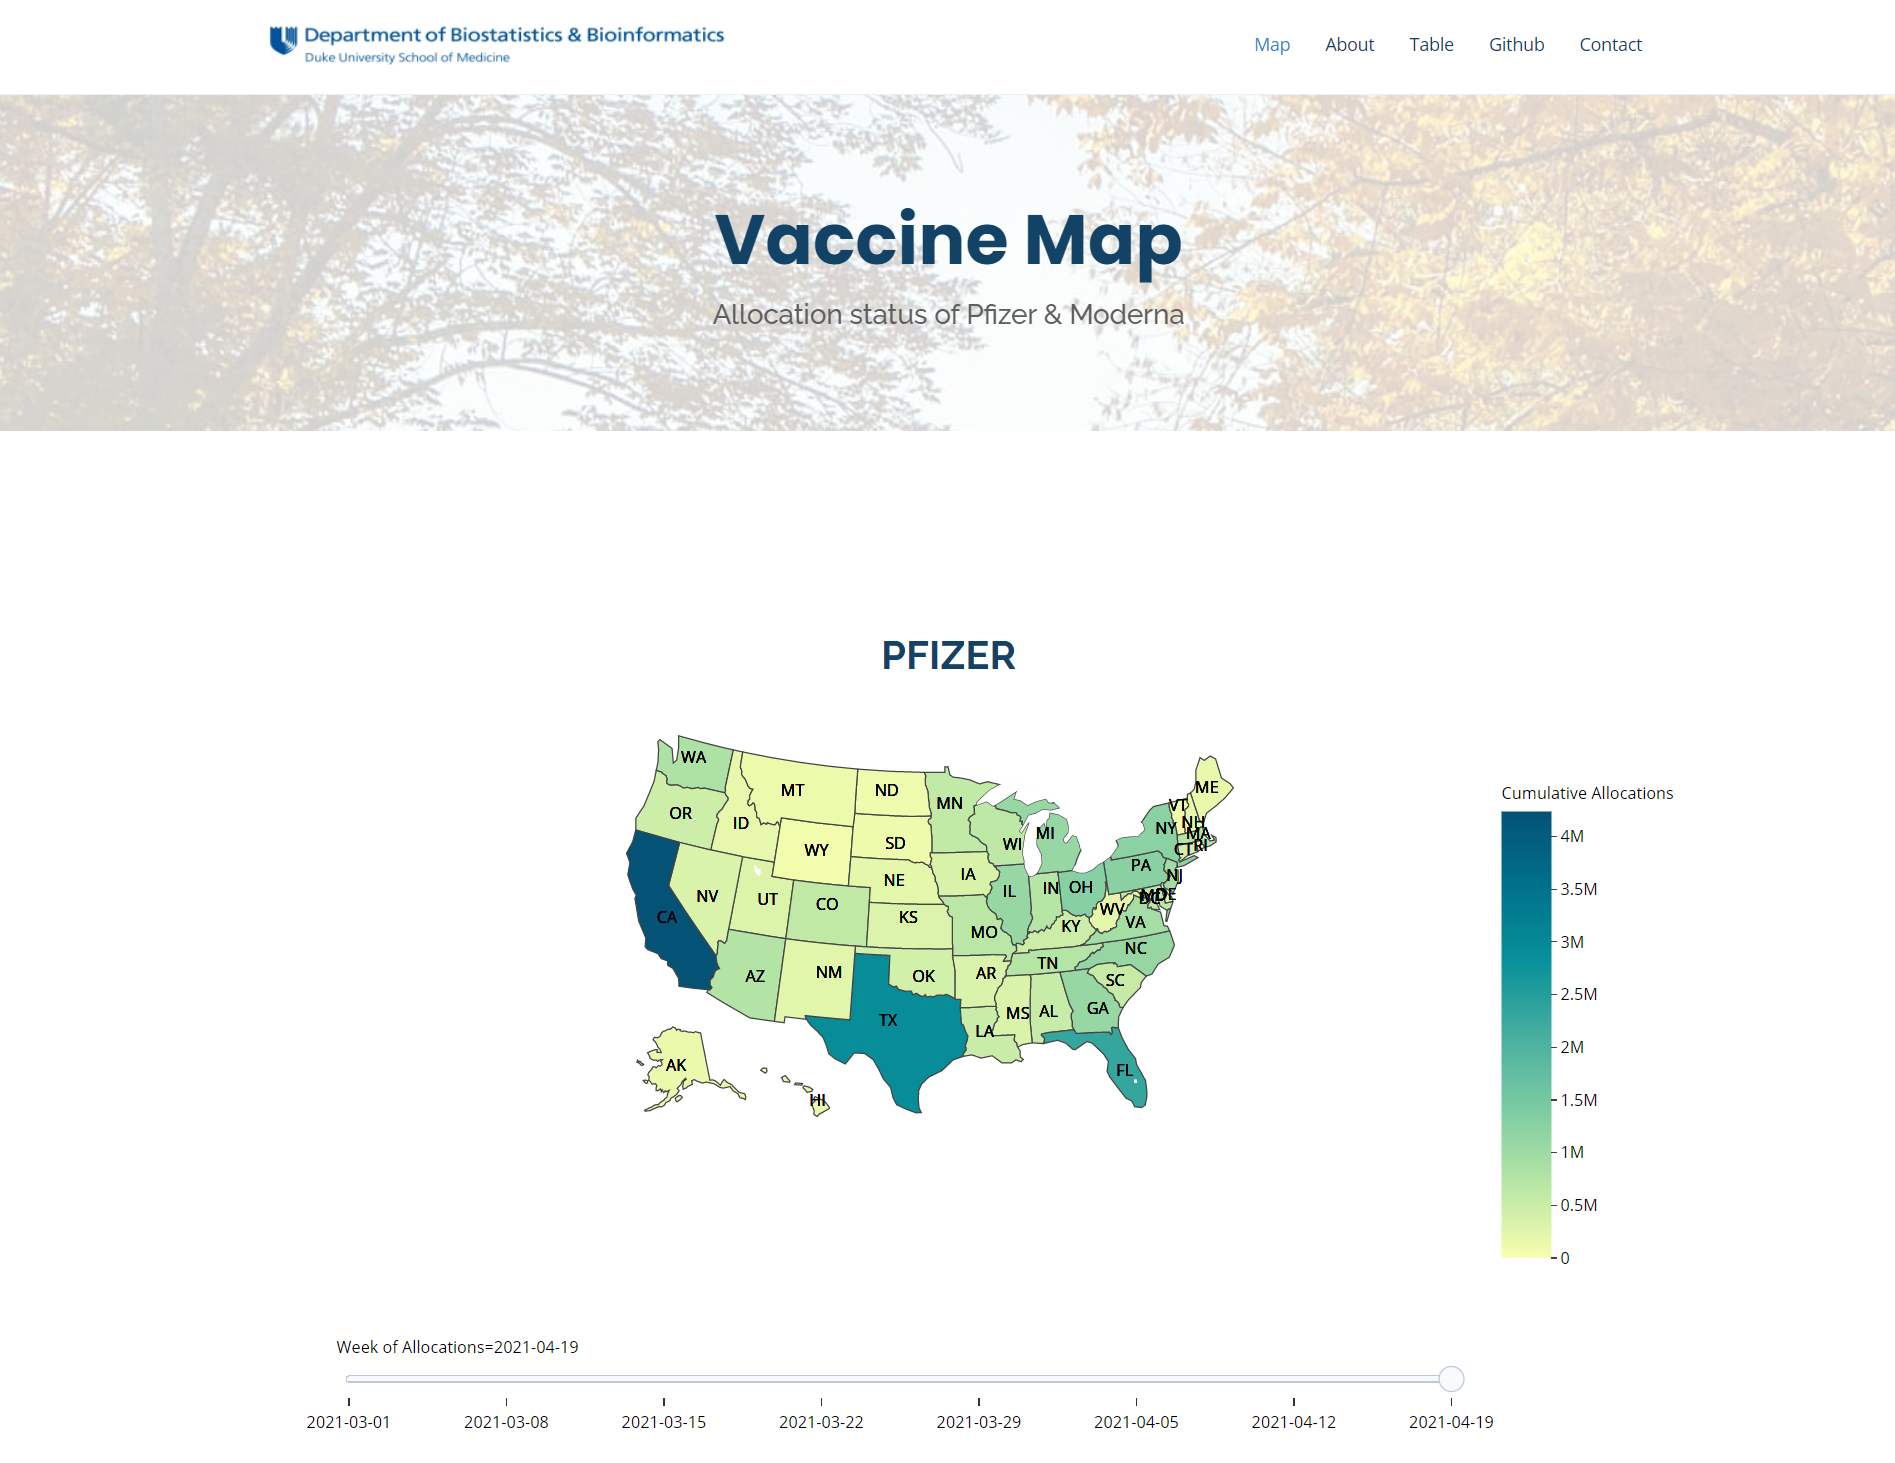 Department of Biostatistics & Bioinformatics
Duke University School of Medicine
Map About Table Github Contact
Vaccine Map
Allocation status of Pfizer & Moderna
PFIZER
WA
MT
ND
MN
ME
OR
ID
SD
WI
MI
VT
NH
NY
MA
RI
CT
WY
NE
IA
IL
IN
OH
PA
NJ
NV
UT
CO
KS
MO
KY
WV
VA
MD
DE
DC
CA
AZ
NM
OK
AR
TN
NC
SC
TX
LA
MS
AL
GA
FL
AK
HI
Cumulative Allocations
4M
3.5M
3M
2.5M
2M
1.5M
1M
0.5M
0
Week of Allocations=2021-04-19
2021-03-01 2021-03-08 2021-03-15 2021-03-22 2021-03-29 2021-04-05 2021-04-12 2021-04-19